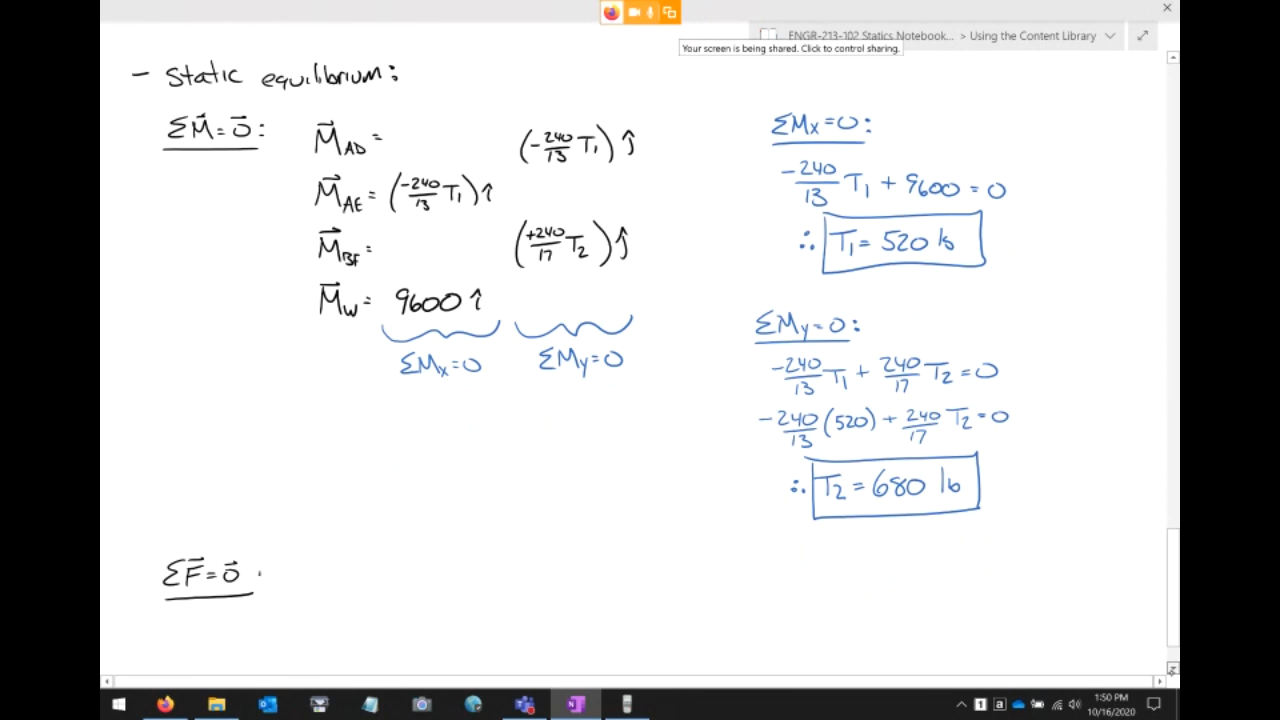 ENGR-213-102 Statics Notebook... > Using the Content Library
Your screen is being shared. Click to control sharing.
- Static equilibrium:
ΣM⃗ = 0⃗ :
M⃗AD = (-240/13 T₁) ĵ
M⃗AE = (-240/13 T₁) î
M⃗BF = (+240/17 T₂) ĵ
M⃗W = 9600 î
ΣMx = 0 ΣMy = 0
ΣMx = 0 :
-240/13 T₁ + 9600 = 0
∴ T₁ = 520 lb
ΣMy = 0 :
-240/13 T₁ + 240/17 T₂ = 0
-240/13 (520) + 240/17 T₂ = 0
∴ T₂ = 680 lb
ΣF⃗ = 0⃗
1:50 PM
10/16/2020